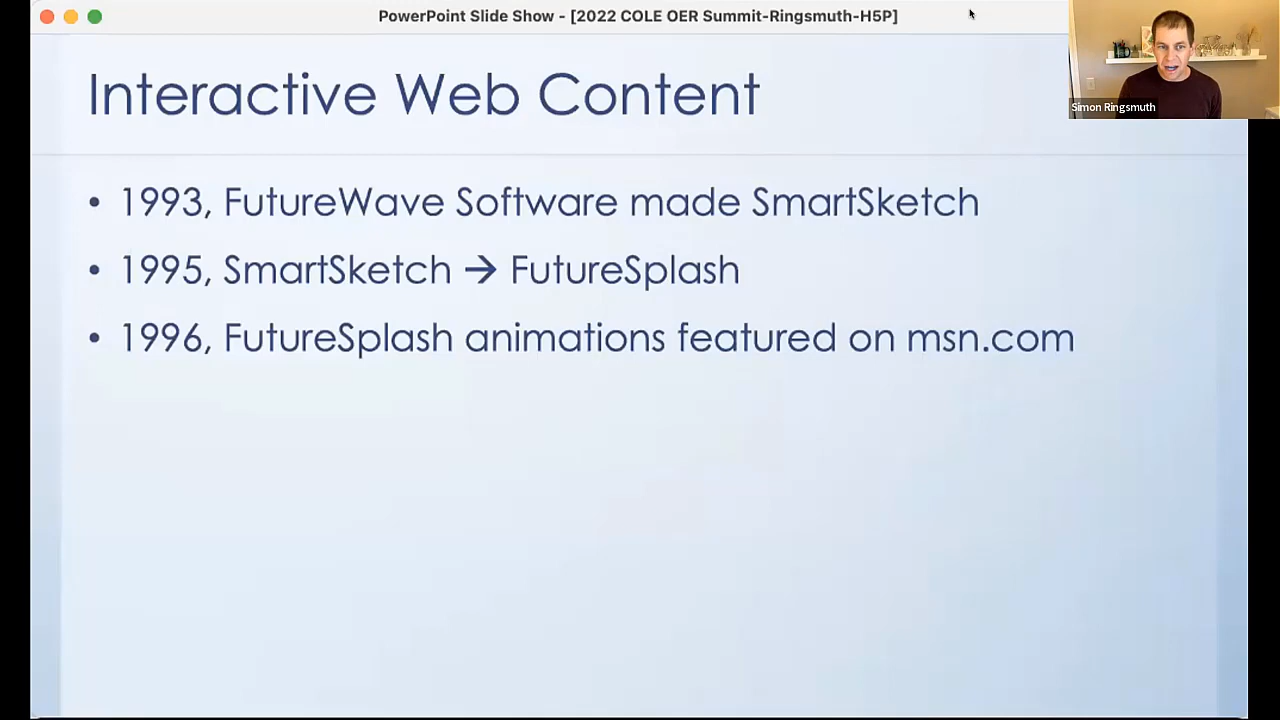 PowerPoint Slide Show - [2022 COLE OER Summit-Ringsmuth-H5P]
Simon Ringsmuth
Interactive Web Content
• 1993, FutureWave Software made SmartSketch
• 1995, SmartSketch → FutureSplash
• 1996, FutureSplash animations featured on msn.com